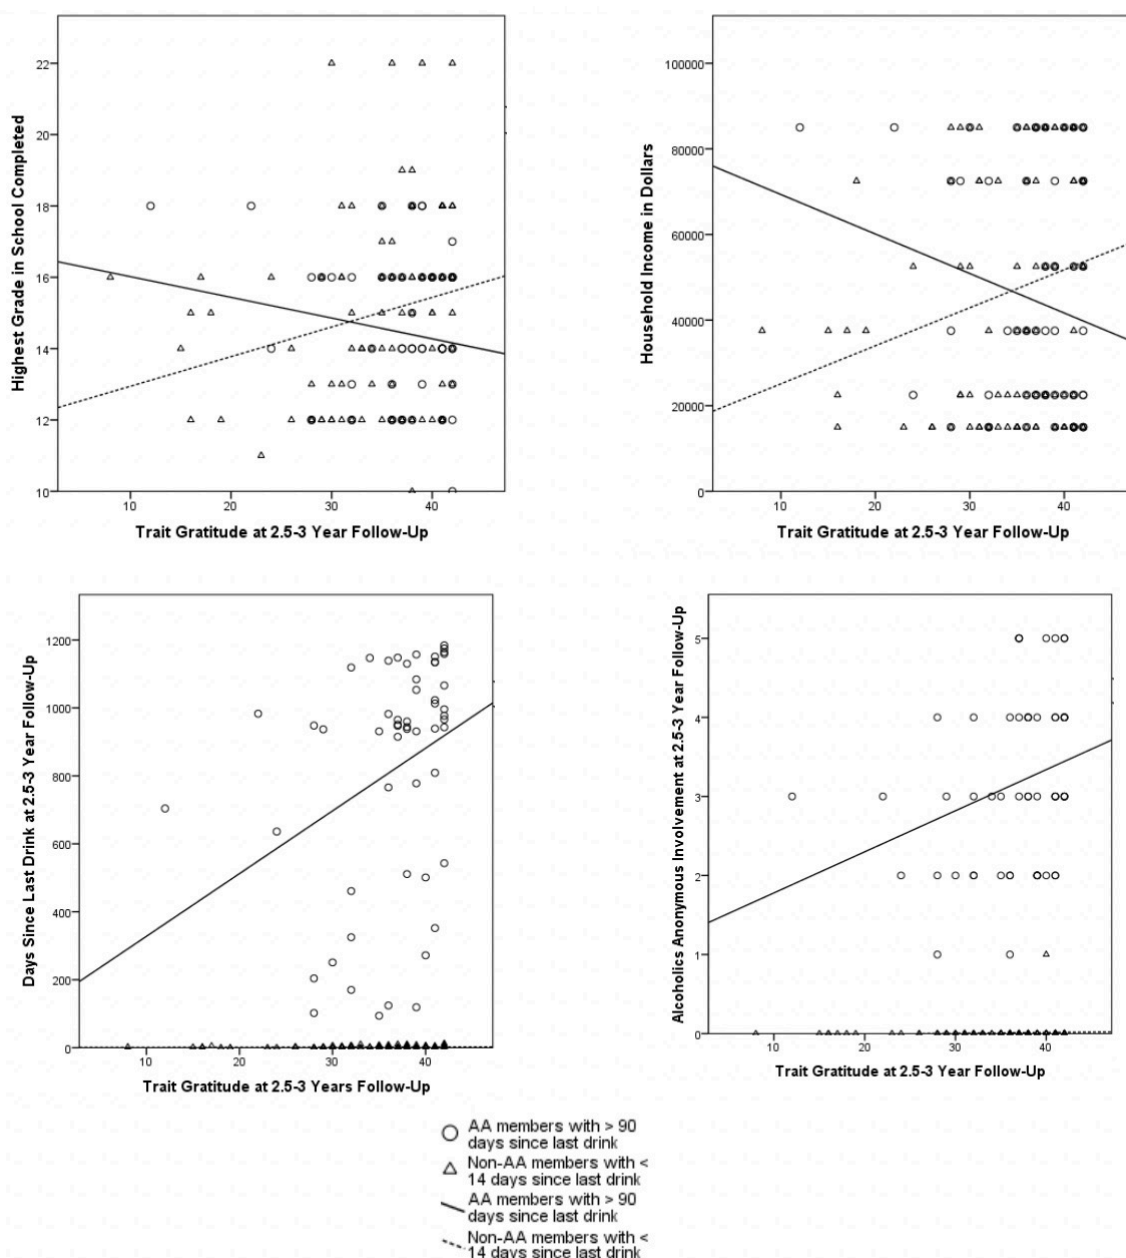 Highest Grade in School Completed
22
20
18
16
14
12
10
10 20 30 40
Trait Gratitude at 2.5-3 Year Follow-Up
Household Income in Dollars
100000
80000
60000
40000
20000
0
10 20 30 40
Trait Gratitude at 2.5-3 Year Follow-Up
Days Since Last Drink at 2.5-3 Year Follow-Up
1200
1000
800
600
400
200
0
10 20 30 40
Trait Gratitude at 2.5-3 Years Follow-Up
Alcoholics Anonymous Involvement at 2.5-3 Year Follow-Up
5
4
3
2
1
0
10 20 30 40
Trait Gratitude at 2.5-3 Year Follow-Up
AA members with > 90
days since last drink
Non-AA members with <
14 days since last drink
AA members with > 90
days since last drink
Non-AA members with <
14 days since last drink